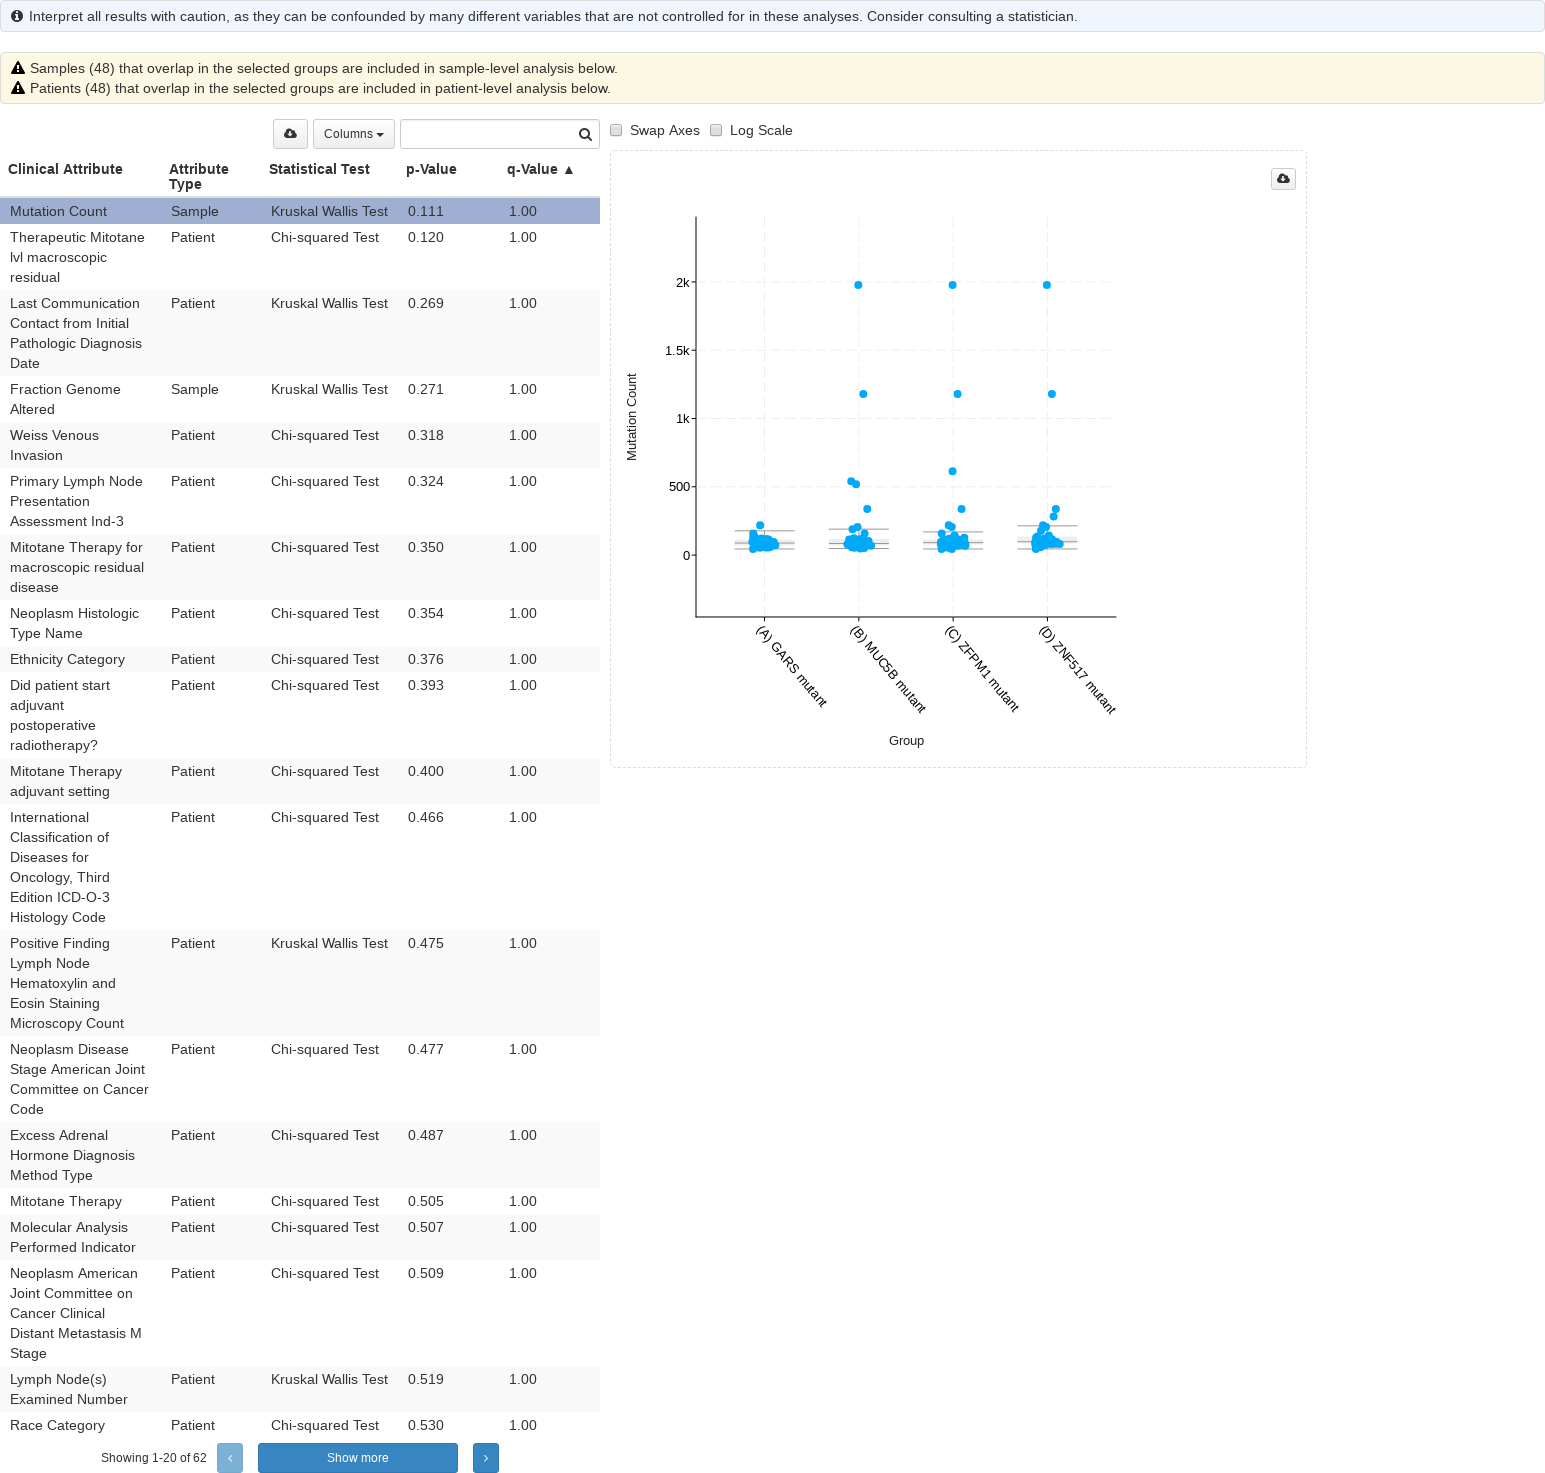 Interpret all results with caution, as they can be confounded by many different variables that are not controlled for in these analyses. Consider consulting a statistician.
Samples (48) that overlap in the selected groups are included in sample-level analysis below.
Patients (48) that overlap in the selected groups are included in patient-level analysis below.
Columns
Clinical Attribute Attribute Type Statistical Test p-Value q-Value ▲
Mutation Count Sample Kruskal Wallis Test 0.111 1.00
Therapeutic Mitotane Patient Chi-squared Test 0.120 1.00
lvl macroscopic
residual
Last Communication Patient Kruskal Wallis Test 0.269 1.00
Contact from Initial
Pathologic Diagnosis
Date
Fraction Genome Sample Kruskal Wallis Test 0.271 1.00
Altered
Weiss Venous Patient Chi-squared Test 0.318 1.00
Invasion
Primary Lymph Node Patient Chi-squared Test 0.324 1.00
Presentation
Assessment Ind-3
Mitotane Therapy for Patient Chi-squared Test 0.350 1.00
macroscopic residual
disease
Neoplasm Histologic Patient Chi-squared Test 0.354 1.00
Type Name
Ethnicity Category Patient Chi-squared Test 0.376 1.00
Did patient start Patient Chi-squared Test 0.393 1.00
adjuvant
postoperative
radiotherapy?
Mitotane Therapy Patient Chi-squared Test 0.400 1.00
adjuvant setting
International Patient Chi-squared Test 0.466 1.00
Classification of
Diseases for
Oncology, Third
Edition ICD-O-3
Histology Code
Positive Finding Patient Kruskal Wallis Test 0.475 1.00
Lymph Node
Hematoxylin and
Eosin Staining
Microscopy Count
Neoplasm Disease Patient Chi-squared Test 0.477 1.00
Stage American Joint
Committee on Cancer
Code
Excess Adrenal Patient Chi-squared Test 0.487 1.00
Hormone Diagnosis
Method Type
Mitotane Therapy Patient Chi-squared Test 0.505 1.00
Molecular Analysis Patient Chi-squared Test 0.507 1.00
Performed Indicator
Neoplasm American Patient Chi-squared Test 0.509 1.00
Joint Committee on
Cancer Clinical
Distant Metastasis M
Stage
Lymph Node(s) Patient Kruskal Wallis Test 0.519 1.00
Examined Number
Race Category Patient Chi-squared Test 0.530 1.00
Showing 1-20 of 62 ‹ Show more ›
Swap Axes Log Scale
Mutation Count
2k
1.5k
1k
500
0
(A) GARS mutant
(B) MUC5B mutant
(C) ZFPM1 mutant
(D) ZNF517 mutant
Group